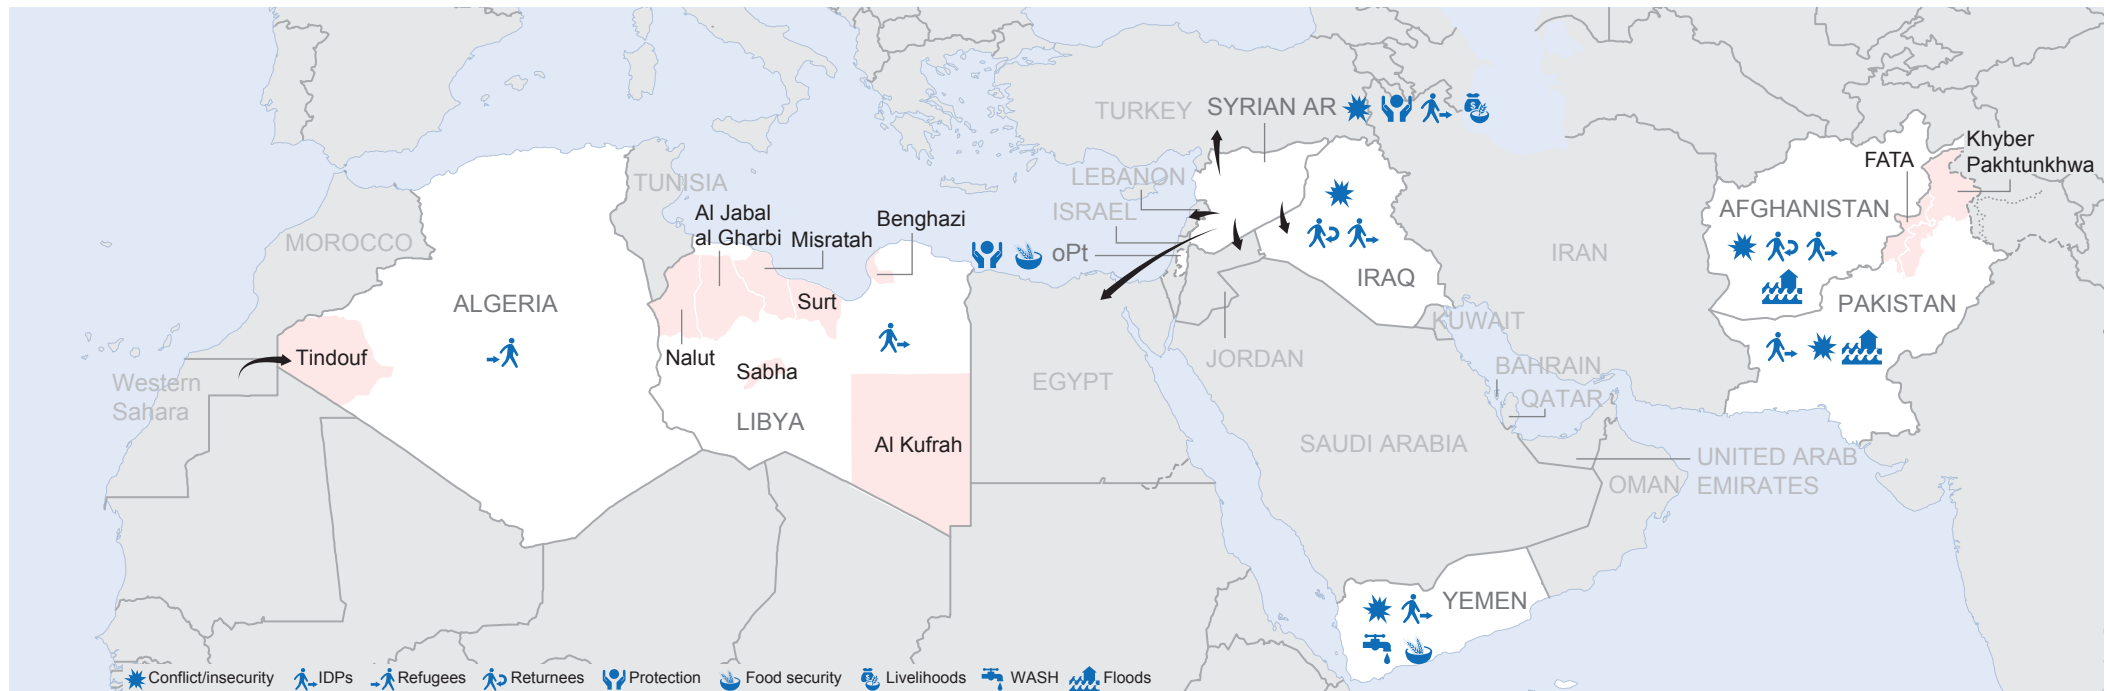 TURKEY
SYRIAN AR
Khyber
Pakhtunkhwa
FATA
LEBANON
TUNISIA
ISRAEL
Al Jabal
al Gharbi
Misratah
Benghazi
AFGHANISTAN
MOROCCO
oPt
IRAN
IRAQ
ALGERIA
Surt
PAKISTAN
KUWAIT
Tindouf
Nalut
JORDAN
Sabha
BAHRAIN
Western
Sahara
EGYPT
QATAR
LIBYA
Al Kufrah
SAUDI ARABIA
UNITED ARAB
EMIRATES
OMAN
YEMEN
Conflict/insecurity
IDPs
Refugees
Returnees
Protection
Food security
Livelihoods
WASH
Floods